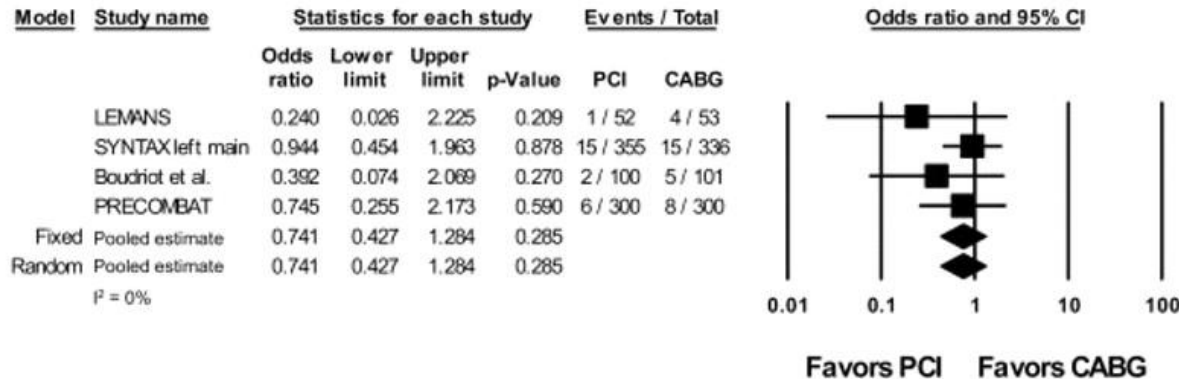 Model Study name Statistics for each study Events / Total Odds ratio and 95% CI
Odds Lower Upper
ratio limit limit p-Value PCI CABG
LEMANS 0.240 0.026 2.225 0.209 1 / 52 4 / 53
SYNTAX left main 0.944 0.454 1.963 0.878 15 / 355 15 / 336
Boudriot et al. 0.392 0.074 2.069 0.270 2 / 100 5 / 101
PRECOMBAT 0.745 0.255 2.173 0.590 6 / 300 8 / 300
Fixed Pooled estimate 0.741 0.427 1.284 0.285
Random Pooled estimate 0.741 0.427 1.284 0.285
I² = 0%
0.01 0.1 1 10 100
Favors PCI Favors CABG